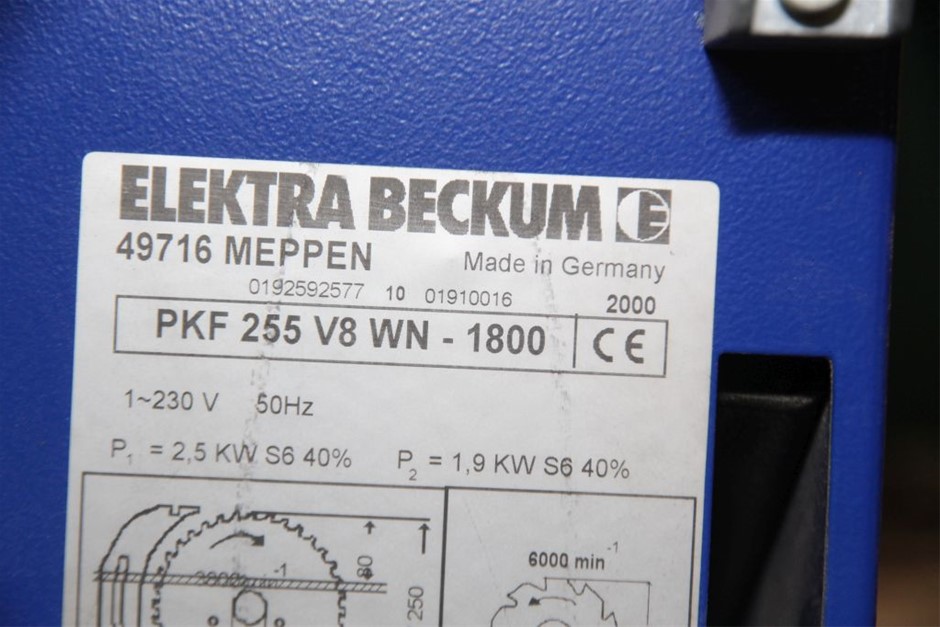 ELEKTRA BECKUM E
49716 MEPPEN Made in Germany
0192592577 10 01910016 2000
PKF 255 V8 WN - 1800 CE
1~230 V 50Hz
P1 = 2,5 KW S6 40% P2 = 1,9 KW S6 40%
6000 min-1
80
250